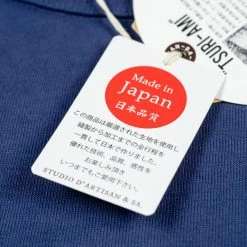 "TSURI-AMI"
Made in
Japan
日本品質
この商品は厳選された生地を使用し
縫製から加工までの全行程を
一貫して日本で作りました。
優れた技術、品質、感性を
お楽しみ頂き
いつまでもご愛用下さい。
STUDIO D'ARTISAN & SA